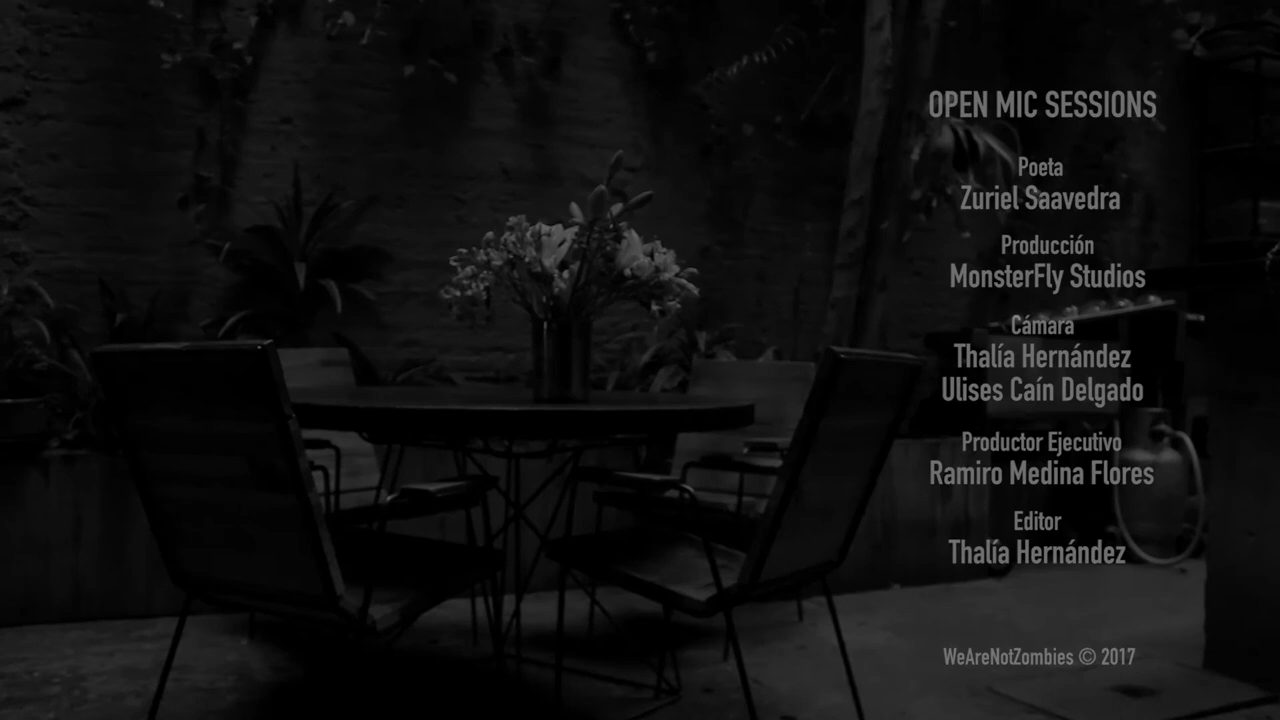 OPEN MIC SESSIONS
Poeta
Zuriel Saavedra
Producción
MonsterFly Studios
Cámara
Thalía Hernández
Ulises Caín Delgado
Productor Ejecutivo
Ramiro Medina Flores
Editor
Thalía Hernández
WeAreNotZombies © 2017